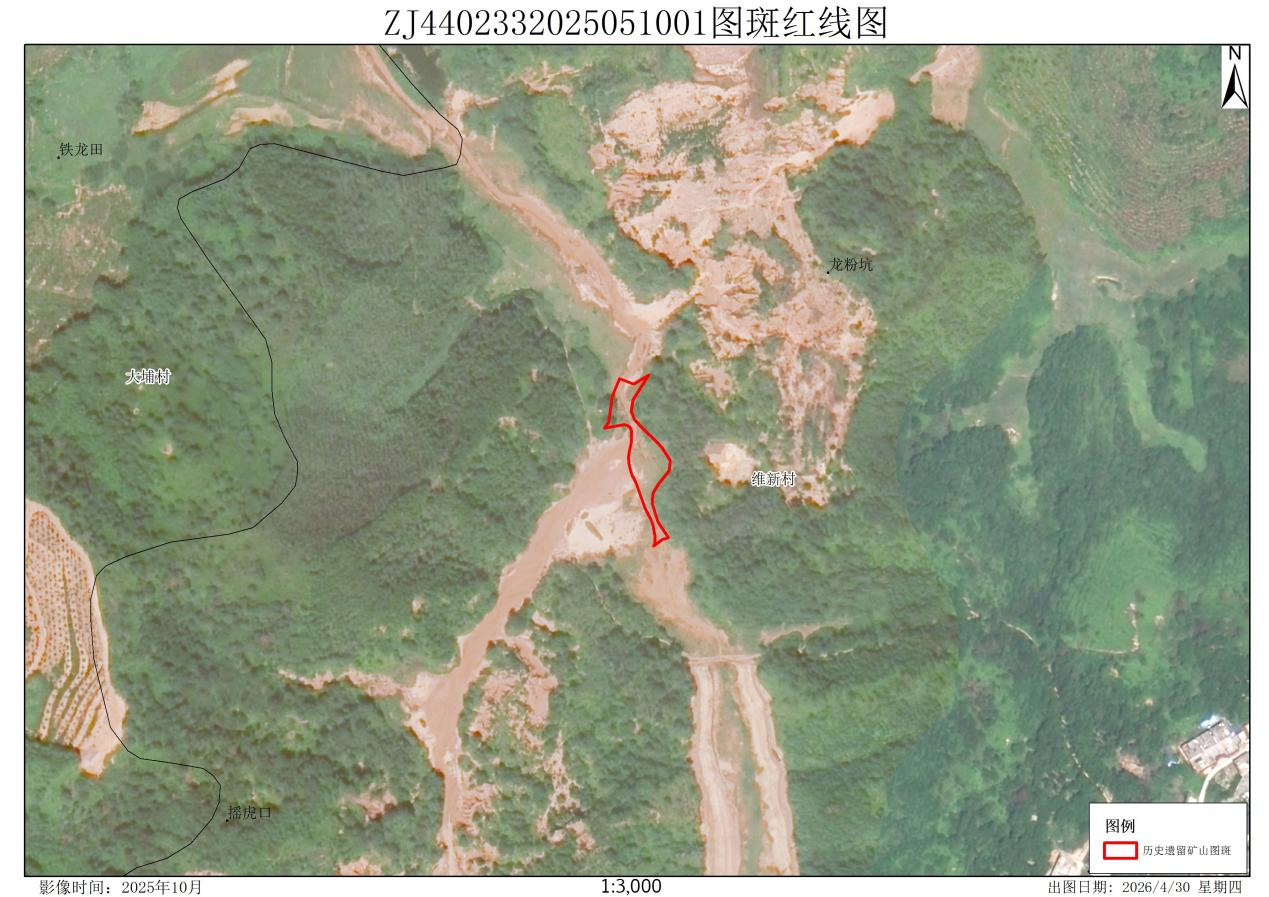 ZJ4402332025051001图斑红线图
N
铁龙田
龙粉坑
大埔村
维新村
摇虎口
图例
历史遗留矿山图斑
影像时间：2025年10月
1:3,000
出图日期：2026/4/30 星期四